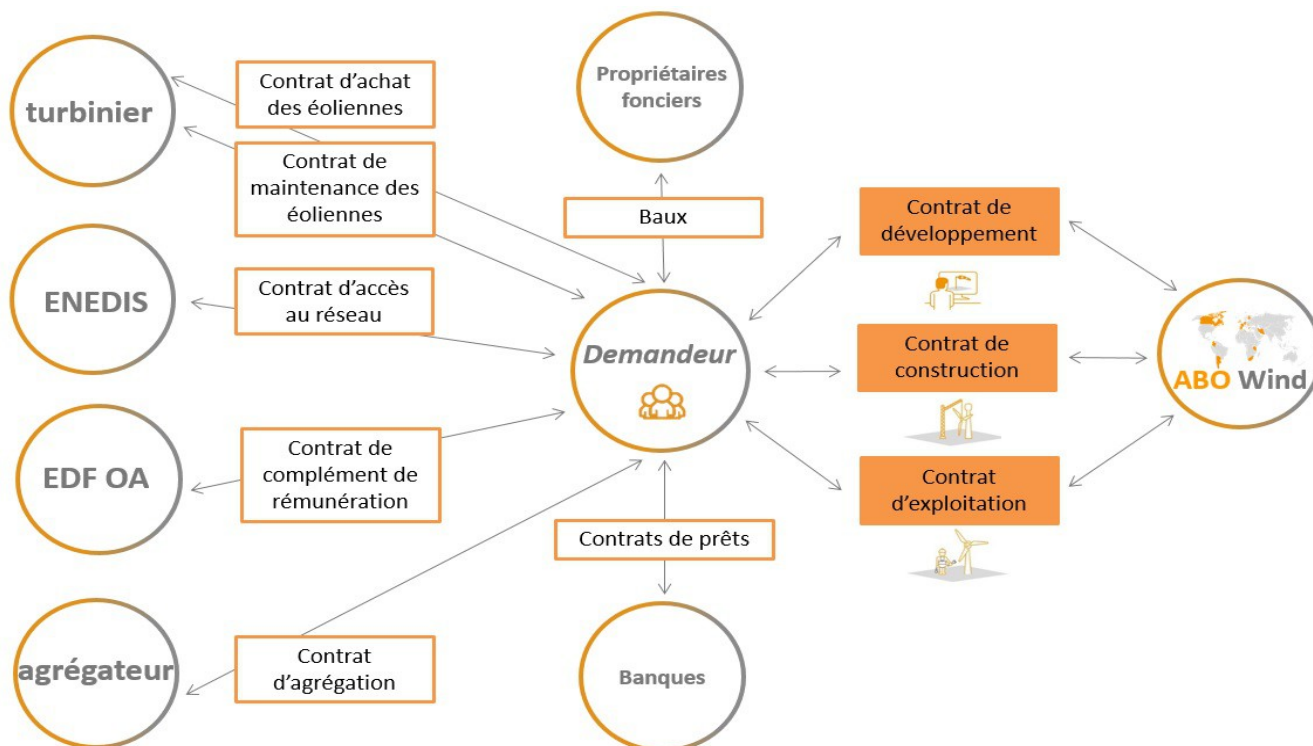 turbinier
Contrat d’achat
des éoliennes
Contrat de
maintenance des
éoliennes
ENEDIS
Contrat d’accès
au réseau
EDF OA
Contrat de
complément de
rémunération
agrégateur
Contrat
d’agrégation
Propriétaires
fonciers
Baux
Demandeur
Contrats de prêts
Banques
Contrat de
développement
Contrat de
construction
Contrat
d’exploitation
ABO Wind